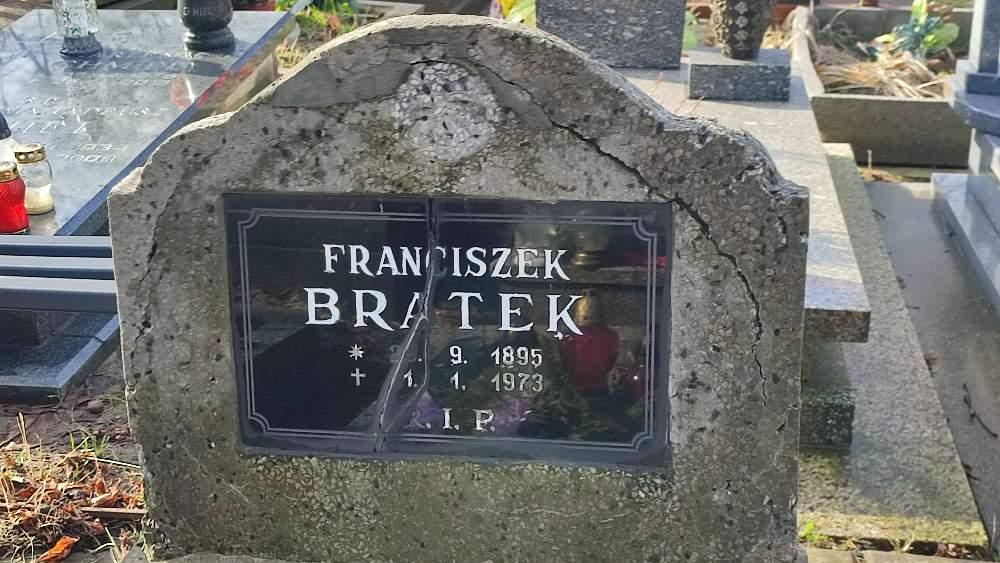 FRANCISZEK
BRATEK
9. 1895
1. 1. 1973
R.I.P.